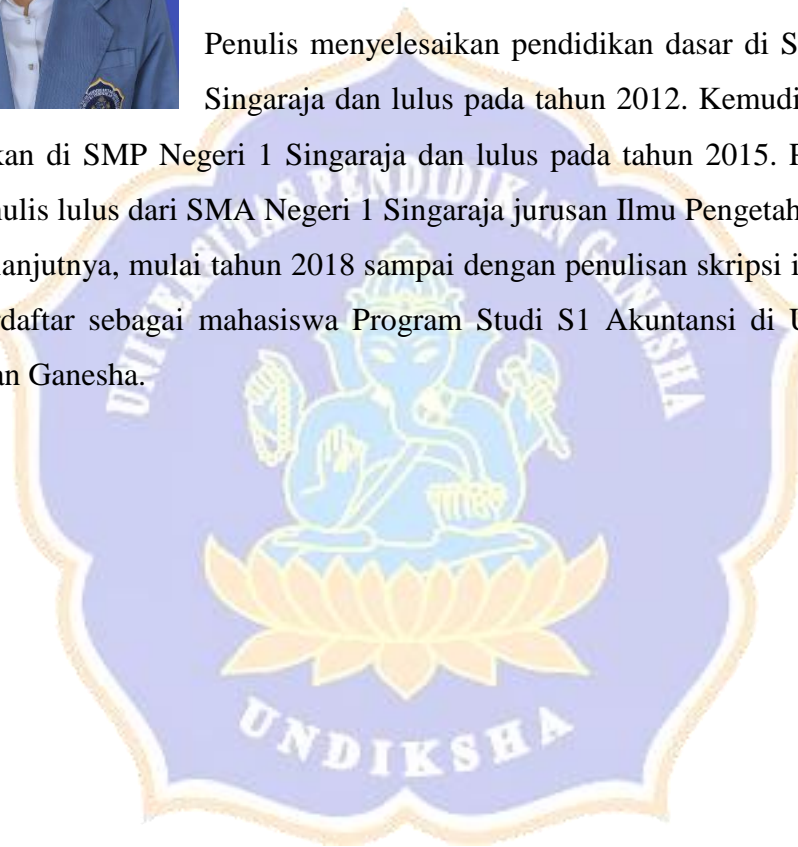 Penulis menyelesaikan pendidikan dasar di S
Singaraja dan lulus pada tahun 2012. Kemudi
kan di SMP Negeri 1 Singaraja dan lulus pada tahun 2015. P
nulis lulus dari SMA Negeri 1 Singaraja jurusan Ilmu Pengetah
lanjutnya, mulai tahun 2018 sampai dengan penulisan skripsi i
daftar sebagai mahasiswa Program Studi S1 Akuntansi di U
an Ganesha.
UNIVERSITAS PENDIDIKAN GANESHA
UNDIKSHA